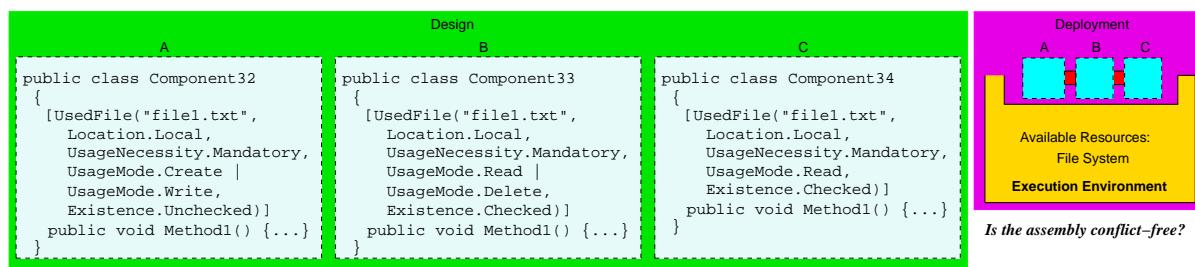 Design
A
public class Component32
{
[UsedFile("file1.txt",
Location.Local,
UsageNecessity.Mandatory,
UsageMode.Create |
UsageMode.Write,
Existence.Unchecked)]
public void Method1() {...}
}
B
public class Component33
{
[UsedFile("file1.txt",
Location.Local,
UsageNecessity.Mandatory,
UsageMode.Read |
UsageMode.Delete,
Existence.Checked)]
public void Method1() {...}
}
C
public class Component34
{
[UsedFile("file1.txt",
Location.Local,
UsageNecessity.Mandatory,
UsageMode.Read,
Existence.Checked)]
public void Method1() {...}
}
Deployment
A B C
Available Resources:
File System
Execution Environment
Is the assembly conflict–free?